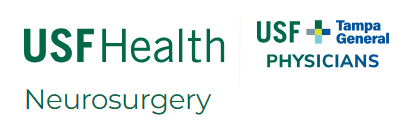 USF Health
Neurosurgery
USF Tampa General
PHYSICIANS